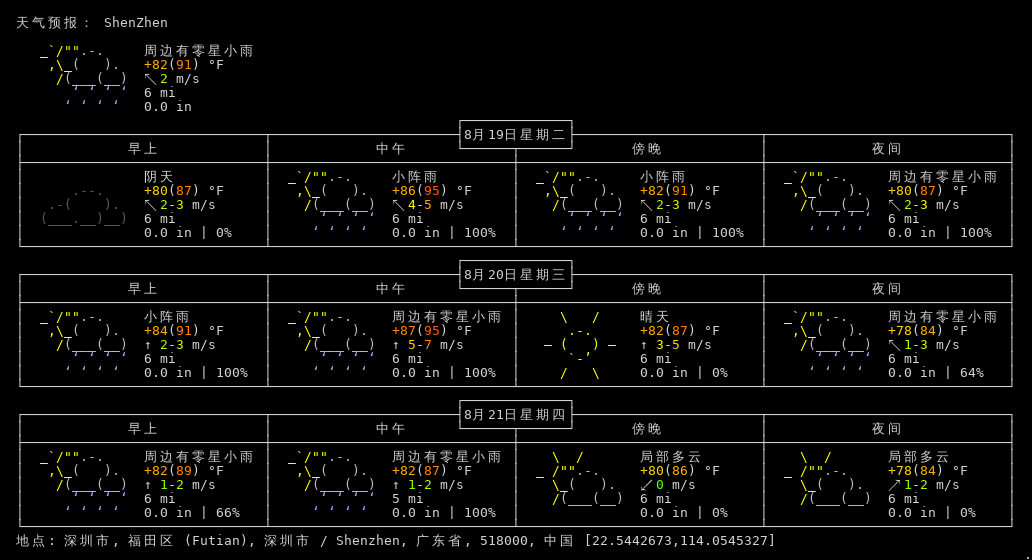 天气预报： ShenZhen
周边有零星小雨
+82(91) °F
↖2 m/s
6 mi
0.0 in
8月19日星期二
早上 中午 傍晚 夜间
阴天 小阵雨 小阵雨 周边有零星小雨
+80(87) °F +86(95) °F +82(91) °F +80(87) °F
↖2-3 m/s ↖4-5 m/s ↖2-3 m/s ↖2-3 m/s
6 mi 6 mi 6 mi 6 mi
0.0 in | 0% 0.0 in | 100% 0.0 in | 100% 0.0 in | 100%
8月20日星期三
早上 中午 傍晚 夜间
小阵雨 周边有零星小雨 晴天 周边有零星小雨
+84(91) °F +87(95) °F +82(87) °F +78(84) °F
↑ 2-3 m/s ↑ 5-7 m/s ↑ 3-5 m/s ↖1-3 m/s
6 mi 6 mi 6 mi 6 mi
0.0 in | 100% 0.0 in | 100% 0.0 in | 0% 0.0 in | 64%
8月21日星期四
早上 中午 傍晚 夜间
周边有零星小雨 周边有零星小雨 局部多云 局部多云
+82(89) °F +82(87) °F +80(86) °F +78(84) °F
↑ 1-2 m/s ↑ 1-2 m/s ↙0 m/s ↗1-2 m/s
6 mi 5 mi 6 mi 6 mi
0.0 in | 66% 0.0 in | 100% 0.0 in | 0% 0.0 in | 0%
地点: 深圳市, 福田区 (Futian), 深圳市 / Shenzhen, 广东省, 518000, 中国 [22.5442673,114.0545327]